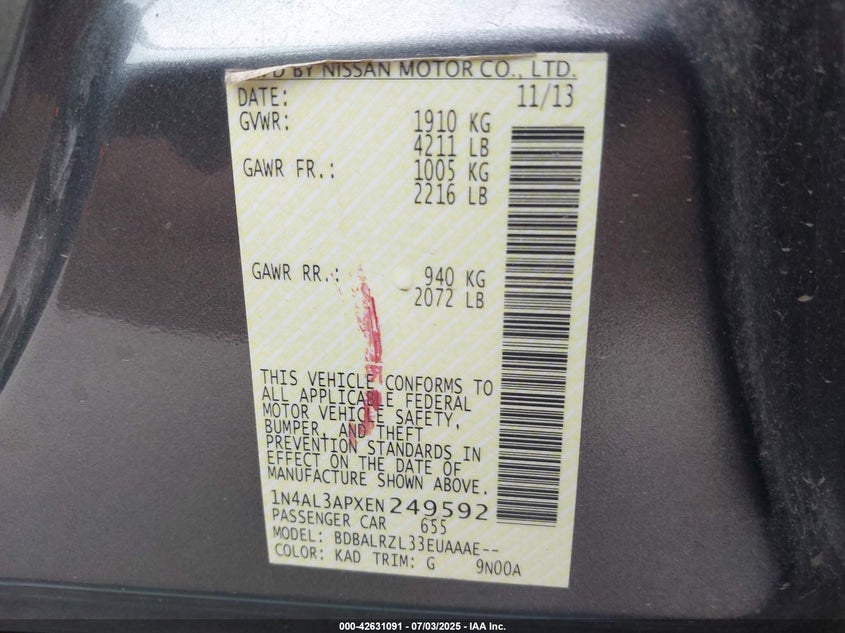 BY NISSAN MOTOR CO., LTD.
DATE: 11/13
GVWR: 1910 KG
4211 LB
GAWR FR.: 1005 KG
2216 LB
GAWR RR.: 940 KG
2072 LB
THIS VEHICLE CONFORMS TO
ALL APPLICABLE FEDERAL
MOTOR VEHICLE SAFETY,
BUMPER, AND THEFT
PREVENTION STANDARDS IN
EFFECT ON THE DATE OF
MANUFACTURE SHOWN ABOVE.
1N4AL3APXEN249592
PASSENGER CAR 655
MODEL: BDBALRZL33EUAAAE--
COLOR: KAD TRIM: G 9N00A
000-42631091 - 07/03/2025 - IAA Inc.